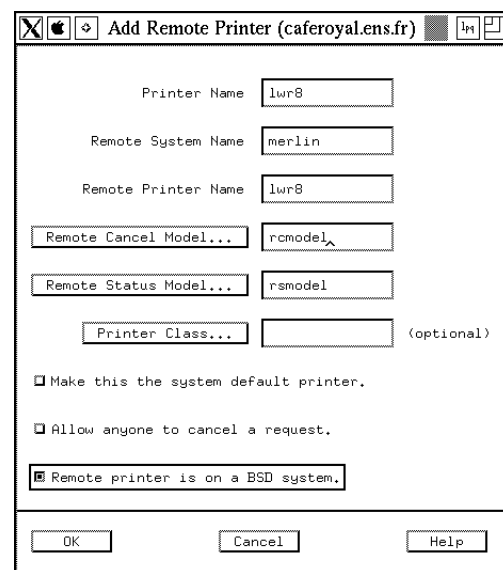 Add Remote Printer (caferoyal.ens.fr)
Printer Name lwr8
Remote System Name merlin
Remote Printer Name lwr8
Remote Cancel Model... rcmodel
Remote Status Model... rsmodel
Printer Class... (optional)
Make this the system default printer.
Allow anyone to cancel a request.
Remote printer is on a BSD system.
OK Cancel Help